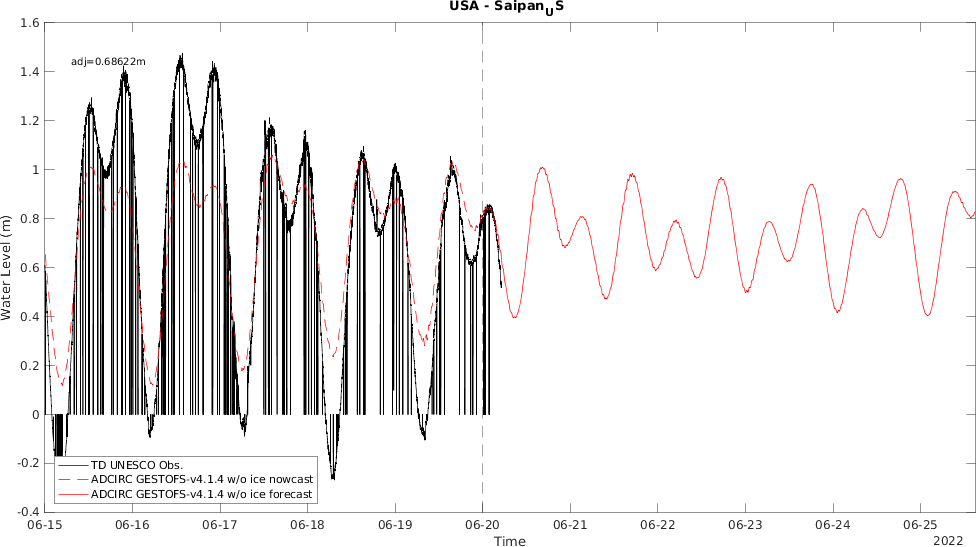 USA - Saipan_US
1.6
1.4
1.2
1
0.8
0.6
0.4
0.2
0
-0.2
-0.4
Water Level (m)
adj=0.68622m
TD UNESCO Obs.
ADCIRC GESTOFS-v4.1.4 w/o ice nowcast
ADCIRC GESTOFS-v4.1.4 w/o ice forecast
06-15 06-16 06-17 06-18 06-19 06-20 06-21 06-22 06-23 06-24 06-25
Time
2022